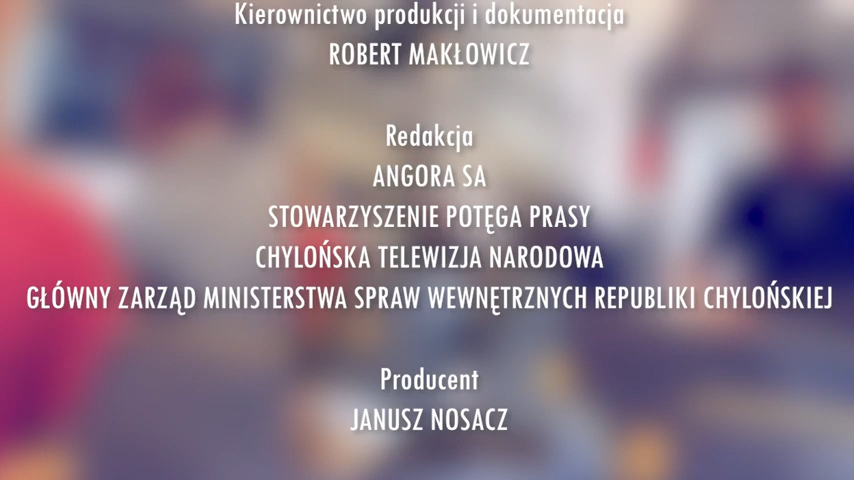 Kierownictwo produkcji i dokumentacja
ROBERT MAKŁOWICZ
Redakcja
ANGORA SA
STOWARZYSZENIE POTĘGA PRASY
CHYLOŃSKA TELEWIZJA NARODOWA
GŁÓWNY ZARZĄD MINISTERSTWA SPRAW WEWNĘTRZNYCH REPUBLIKI CHYLOŃSKIEJ
Producent
JANUSZ NOSACZ